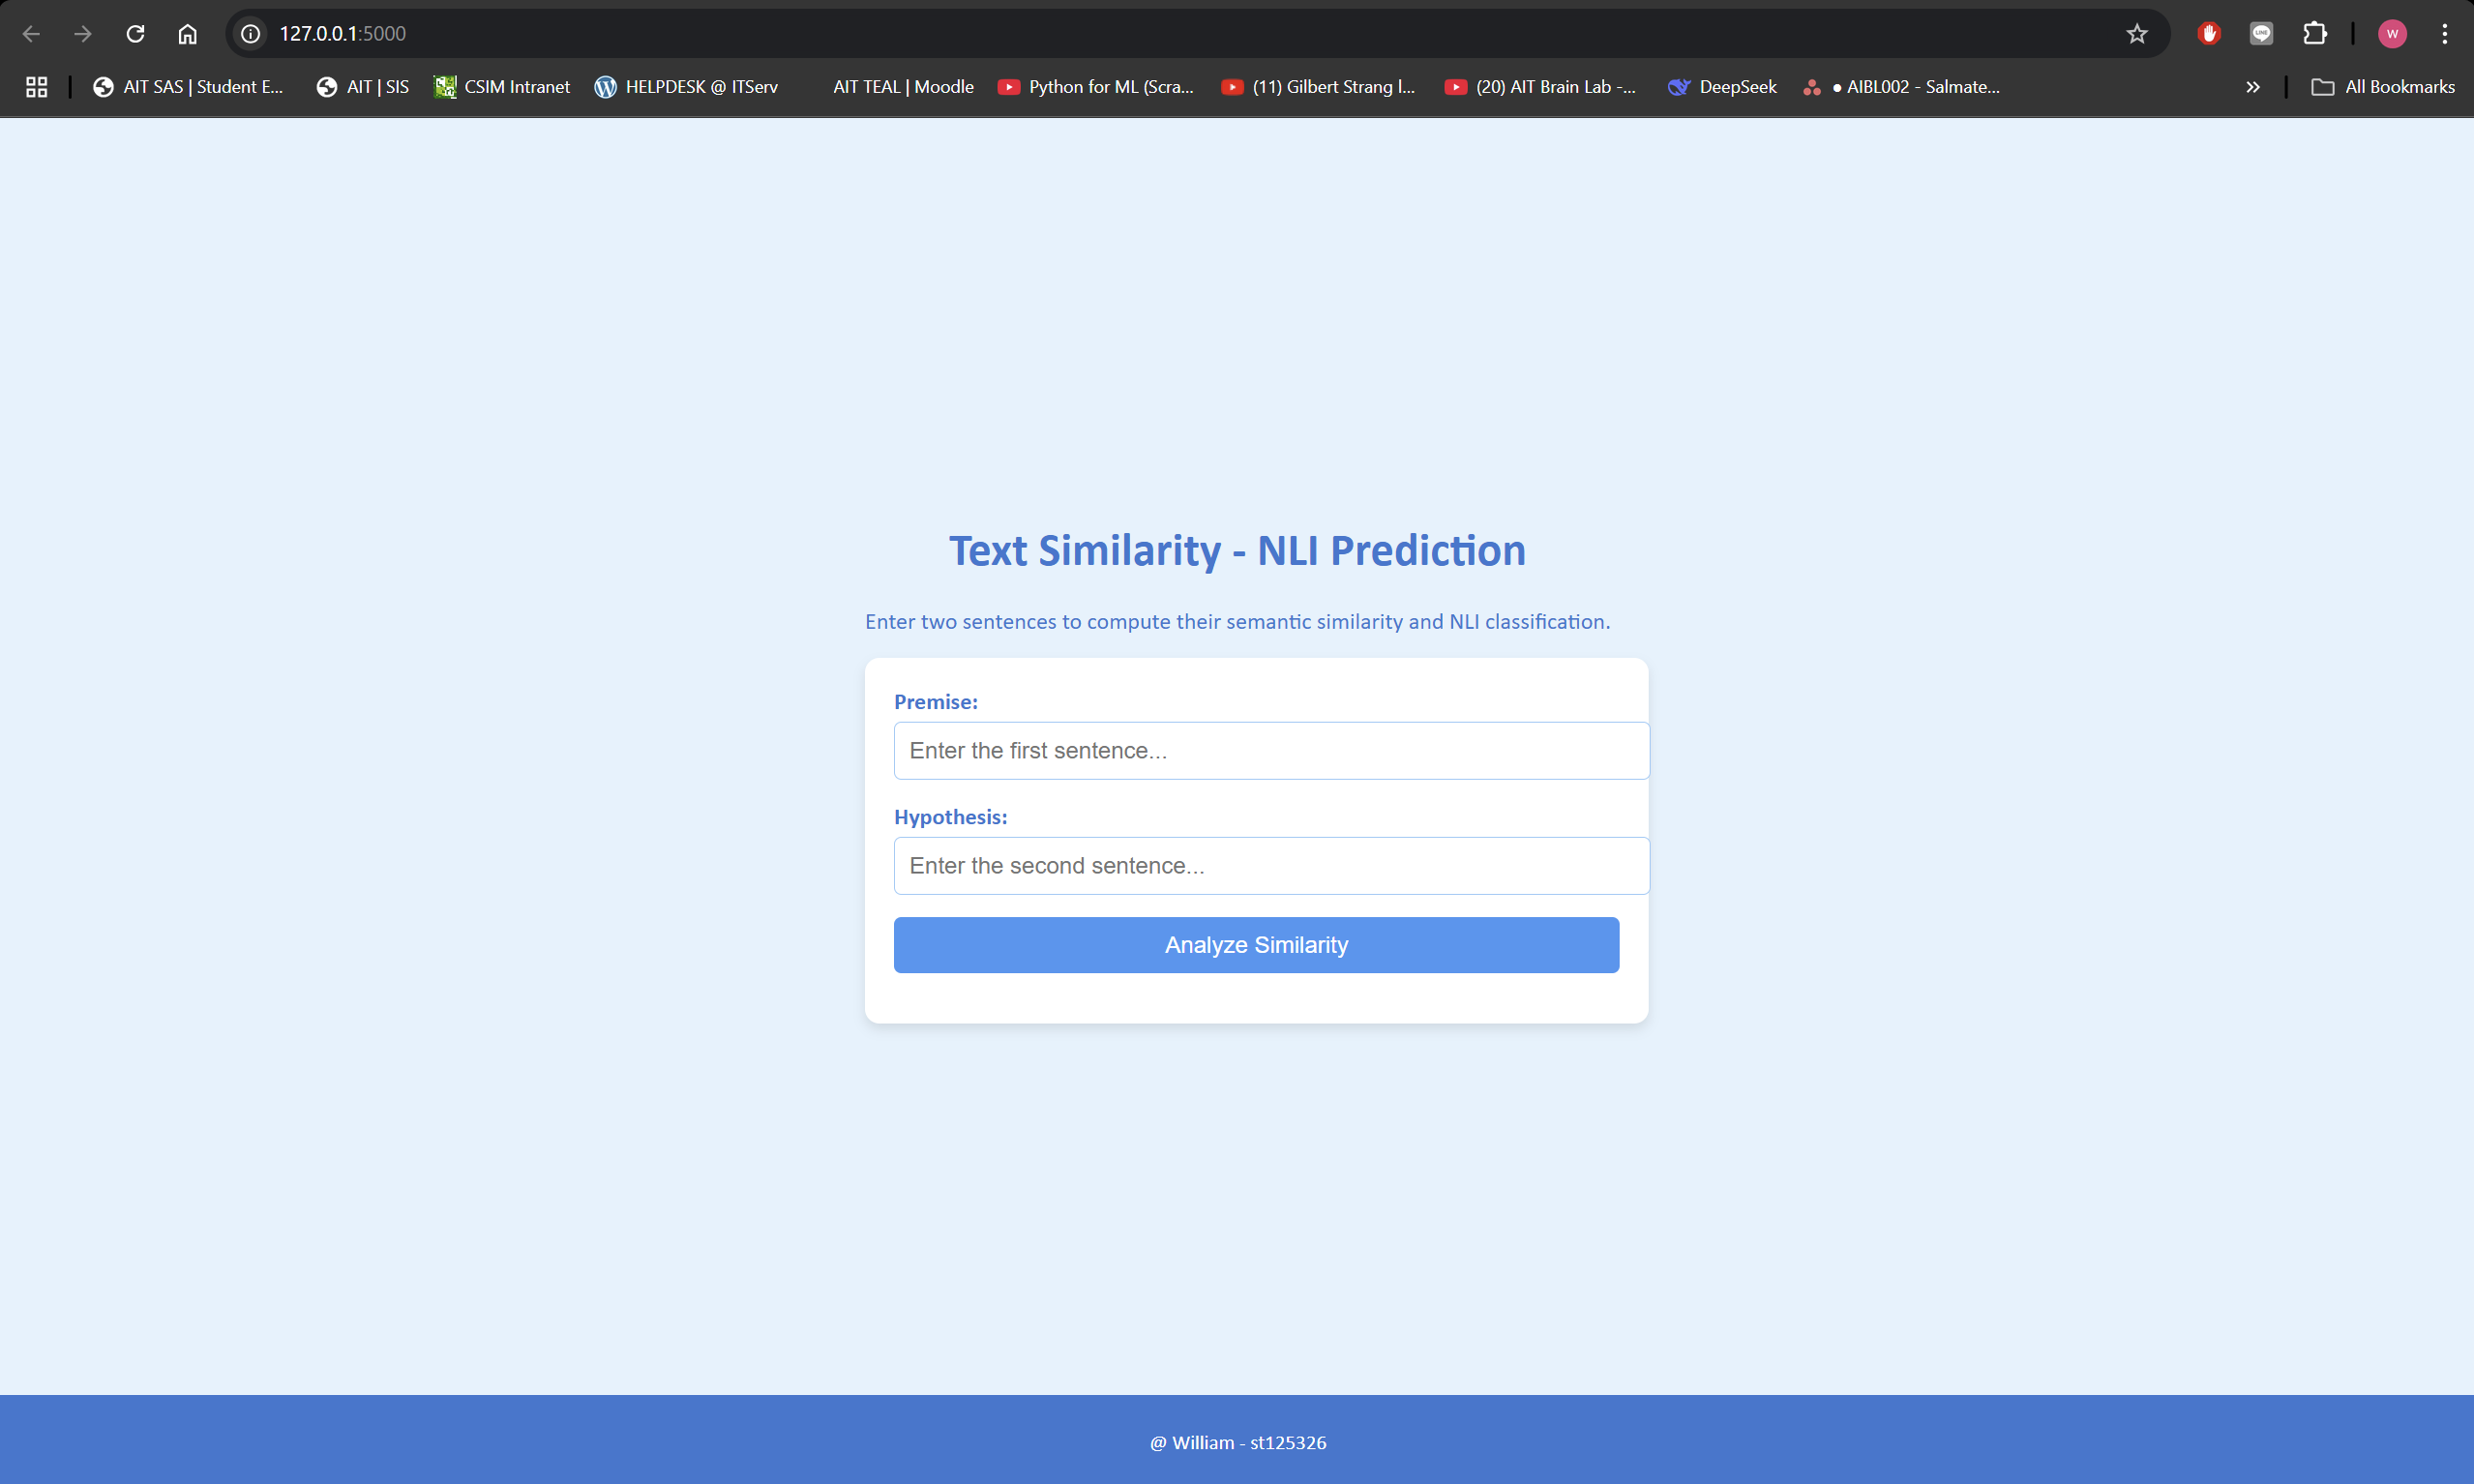 127.0.0.1:5000
W
AIT SAS | Student E... AIT | SIS CSIM Intranet HELPDESK @ ITServ AIT TEAL | Moodle Python for ML (Scra... (11) Gilbert Strang l... (20) AIT Brain Lab -... DeepSeek ● AIBL002 - Salmate... » All Bookmarks
Text Similarity - NLI Prediction
Enter two sentences to compute their semantic similarity and NLI classification.
Premise:
Enter the first sentence...
Hypothesis:
Enter the second sentence...
Analyze Similarity
@ William - st125326